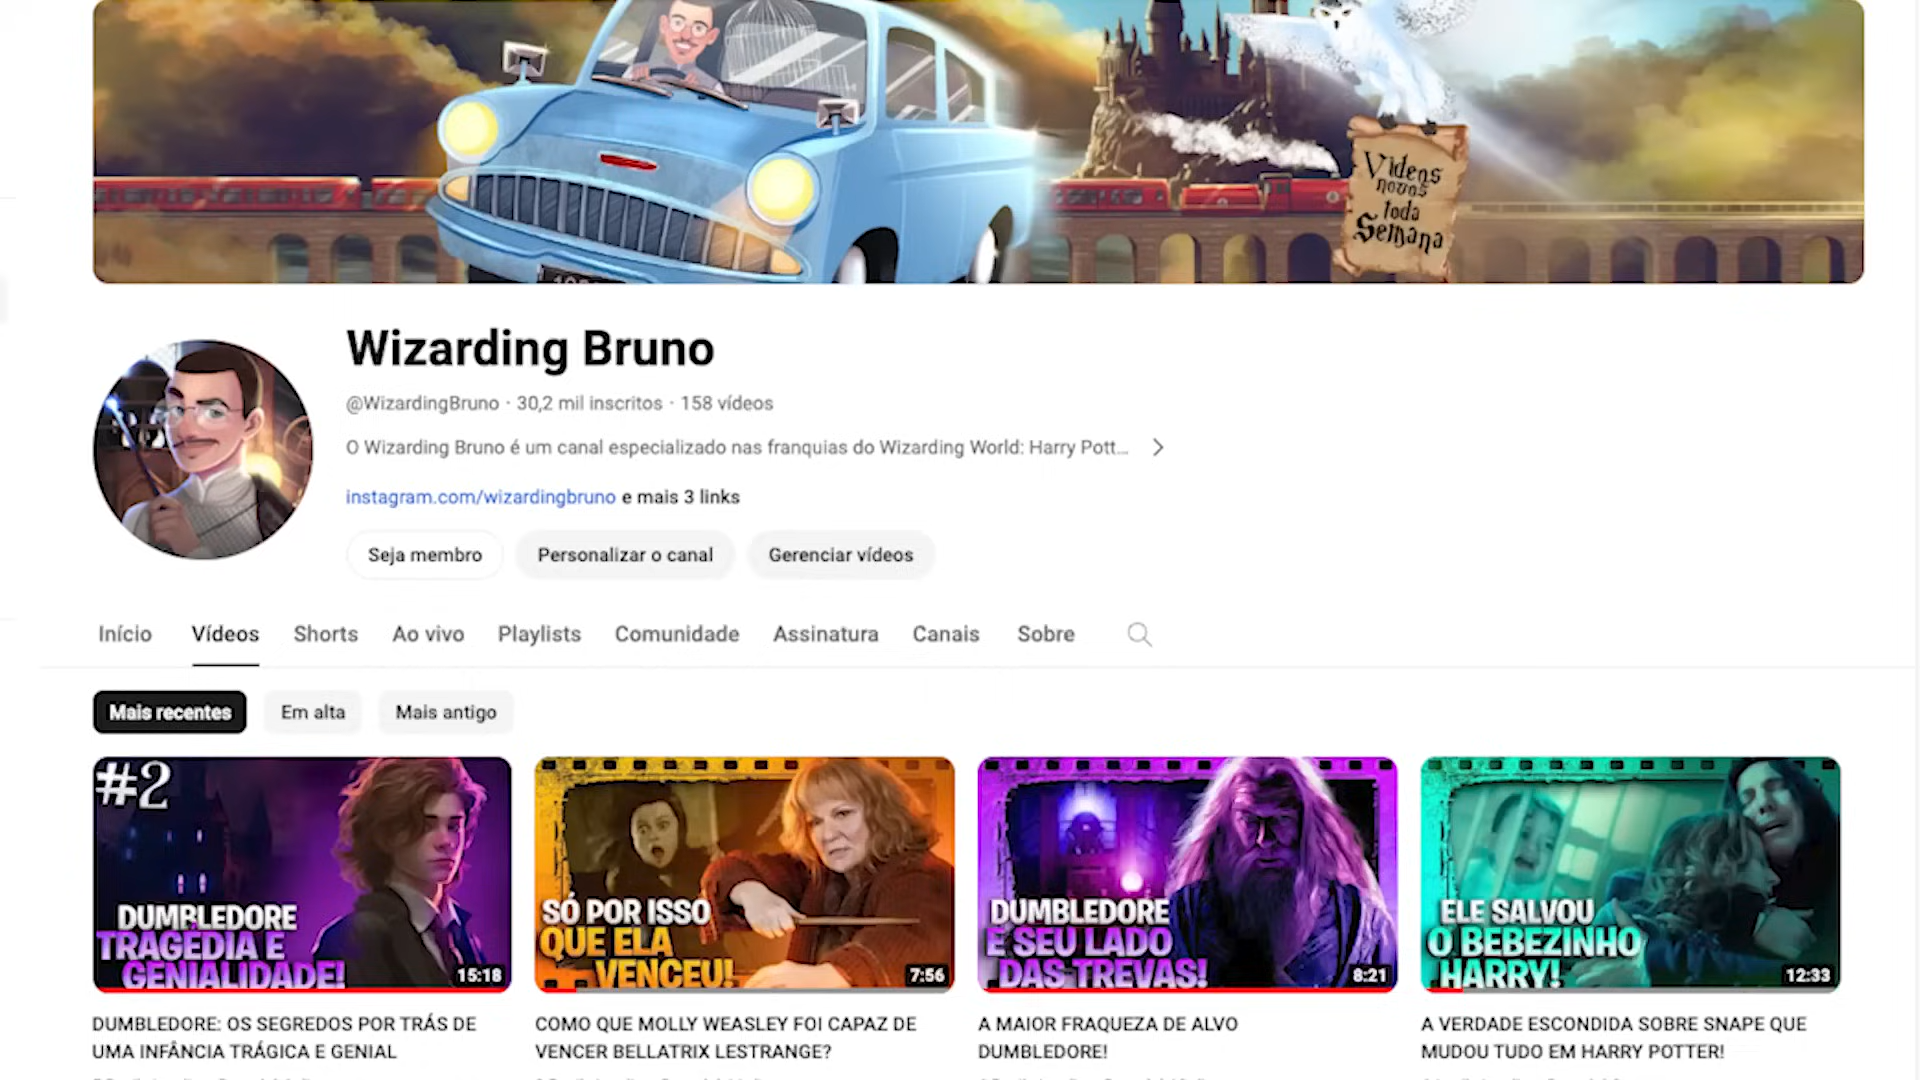 Videos
novos
toda
Semana
Wizarding Bruno
@WizardingBruno · 30,2 mil inscritos · 158 vídeos
O Wizarding Bruno é um canal especializado nas franquias do Wizarding World: Harry Pott...
instagram.com/wizardingbruno e mais 3 links
Seja membro Personalizar o canal Gerenciar vídeos
Início Vídeos Shorts Ao vivo Playlists Comunidade Assinatura Canais Sobre
Mais recentes Em alta Mais antigo
#2
DUMBLEDORE
TRAGÉDIA E
GENIALIDADE!
15:18
SÓ POR ISSO
QUE ELA
VENCEU!
7:56
DUMBLEDORE
E SEU LADO
DAS TREVAS!
8:21
ELE SALVOU
O BEBEZINHO
HARRY!
12:33
DUMBLEDORE: OS SEGREDOS POR TRÁS DE
UMA INFÂNCIA TRÁGICA E GENIAL
COMO QUE MOLLY WEASLEY FOI CAPAZ DE
VENCER BELLATRIX LESTRANGE?
A MAIOR FRAQUEZA DE ALVO
DUMBLEDORE!
A VERDADE ESCONDIDA SOBRE SNAPE QUE
MUDOU TUDO EM HARRY POTTER!